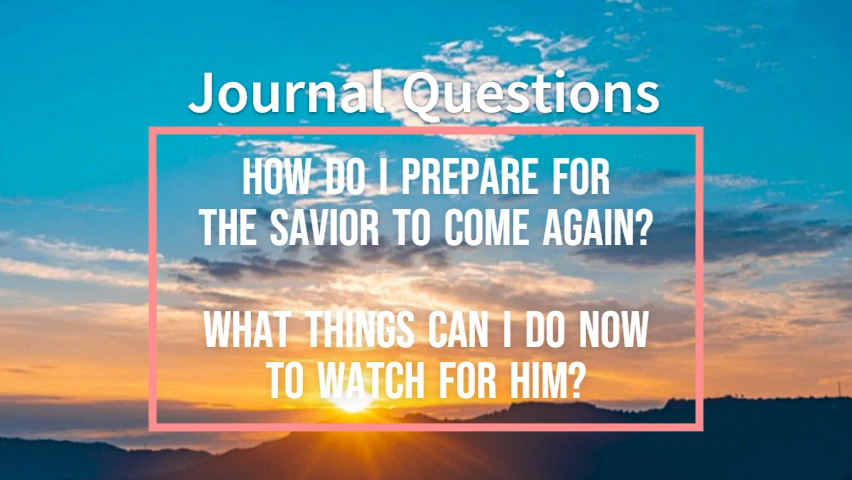 Journal Questions
HOW DO I PREPARE FOR
THE SAVIOR TO COME AGAIN?
WHAT THINGS CAN I DO NOW
TO WATCH FOR HIM?